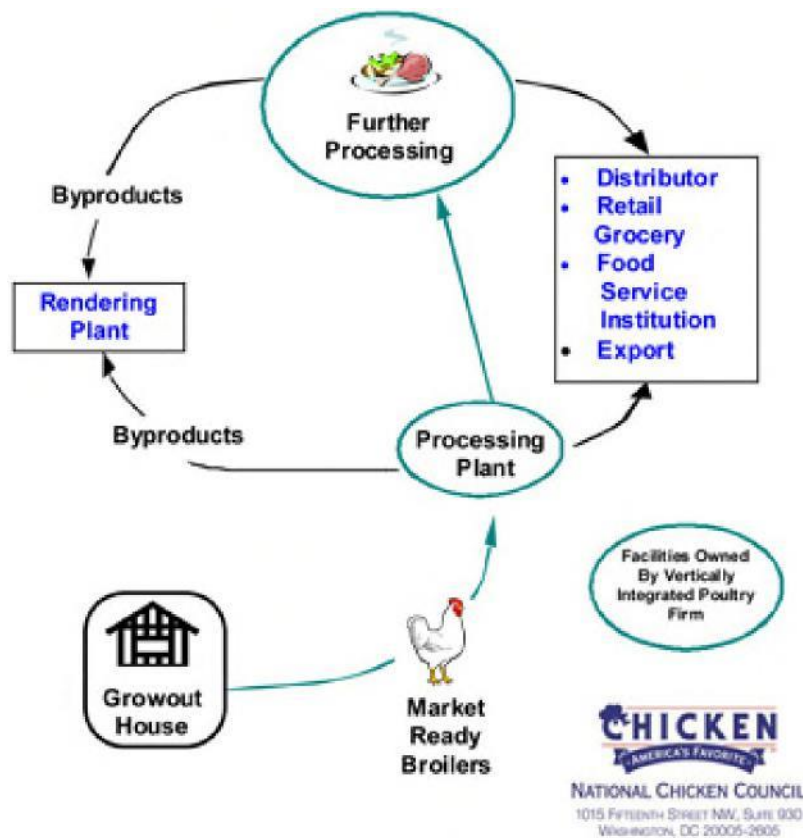 Further
Processing
Byproducts
• Distributor
• Retail
Grocery
• Food
Service
Institution
• Export
Rendering
Plant
Byproducts
Processing
Plant
Facilities Owned
By Vertically
Integrated Poultry
Firm
Growout
House
Market
Ready
Broilers
CHICKEN
AMERICA'S FAVORITE
NATIONAL CHICKEN COUNCIL
1015 FIFTEENTH STREET NW, SUITE 930
WASHINGTON, DC 20005-2605